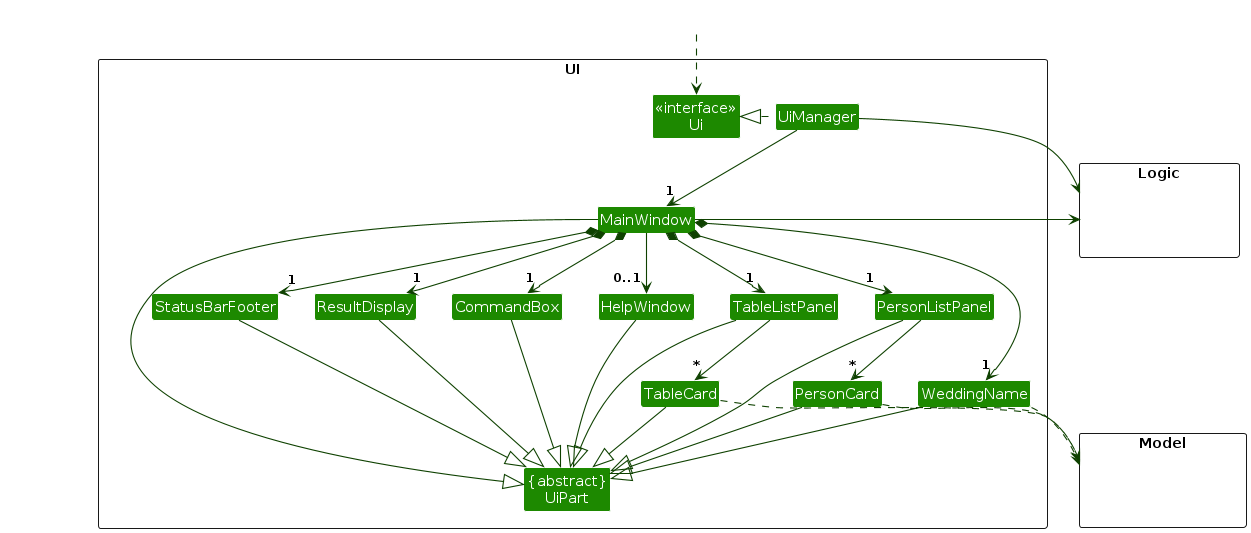 UI
«interface»
Ui
UiManager
Logic
1
MainWindow
1
1
1
0..1
1
1
StatusBarFooter
ResultDisplay
CommandBox
HelpWindow
TableListPanel
PersonListPanel
*
*
1
TableCard
PersonCard
WeddingName
Model
{abstract}
UiPart